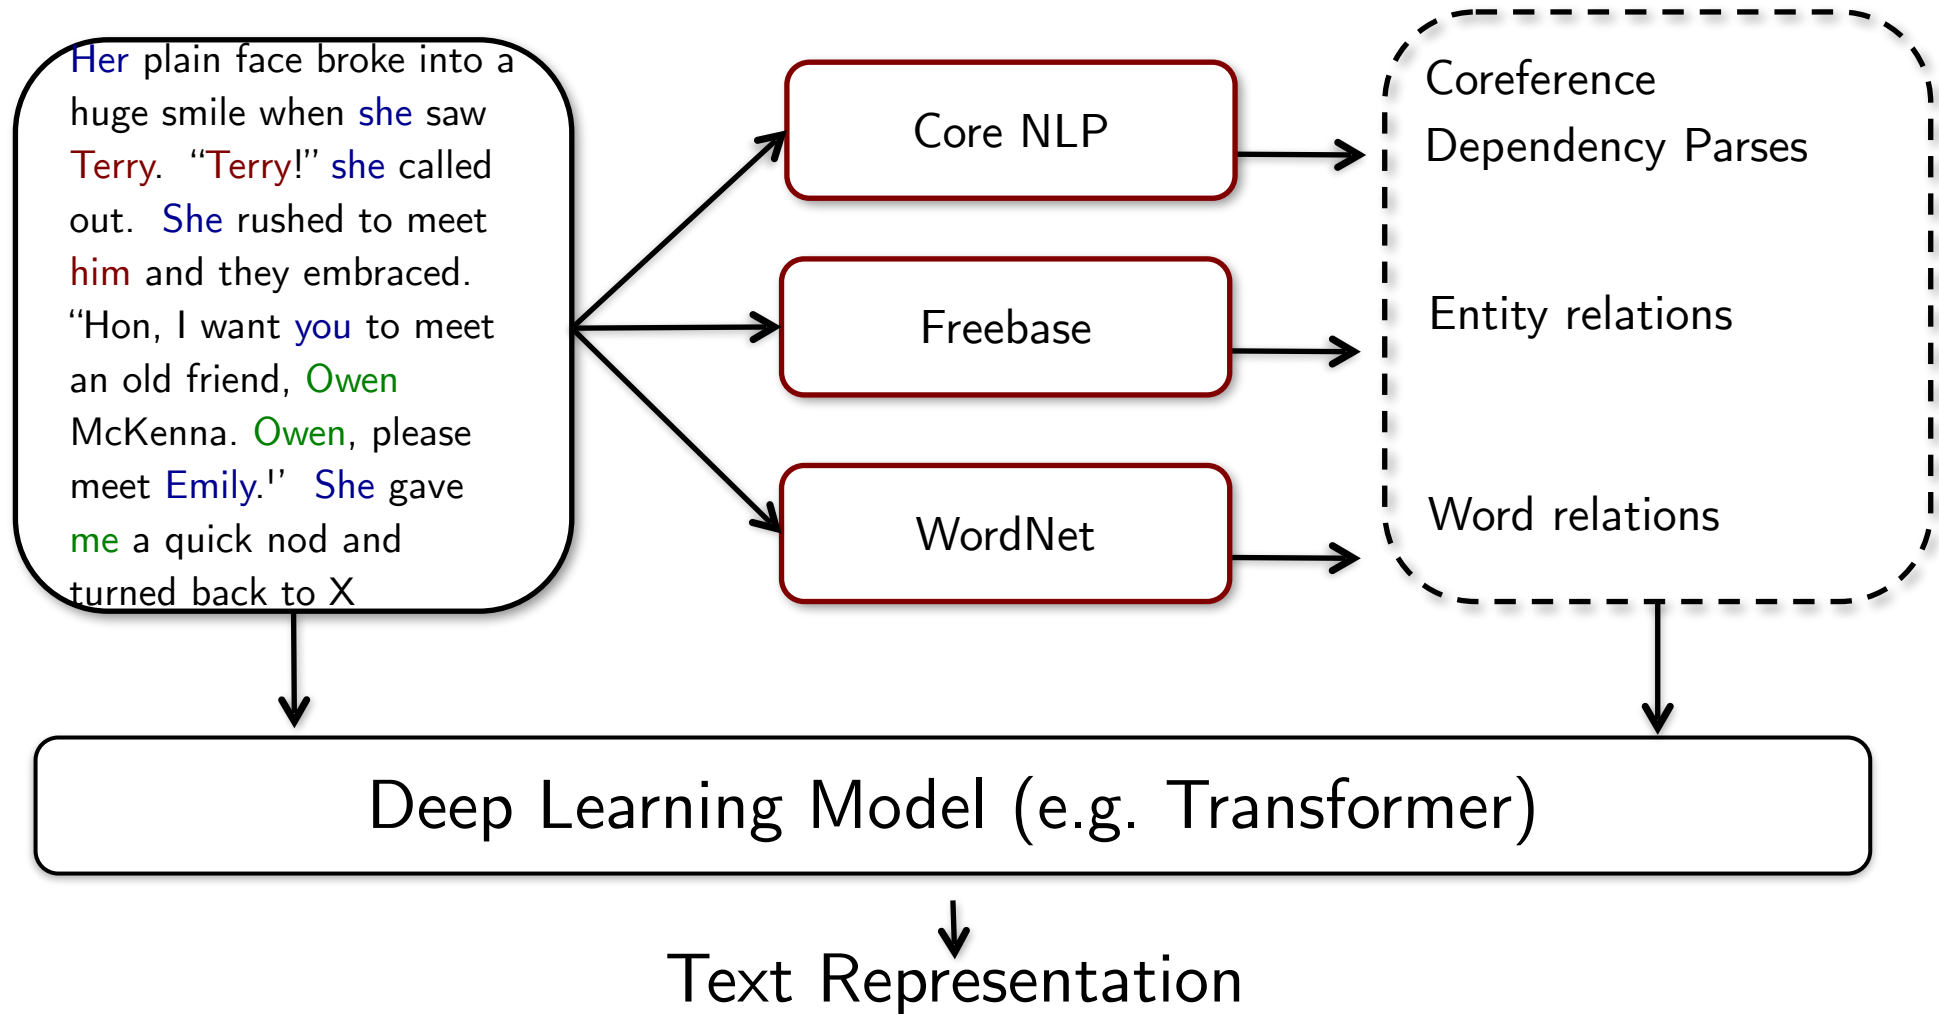 Her plain face broke into a
huge smile when she saw
Terry. “Terry!” she called
out. She rushed to meet
him and they embraced.
“Hon, I want you to meet
an old friend, Owen
McKenna. Owen, please
meet Emily.'’ She gave
me a quick nod and
turned back to X
Core NLP
Freebase
WordNet
Coreference
Dependency Parses
Entity relations
Word relations
Deep Learning Model (e.g. Transformer)
Text Representation